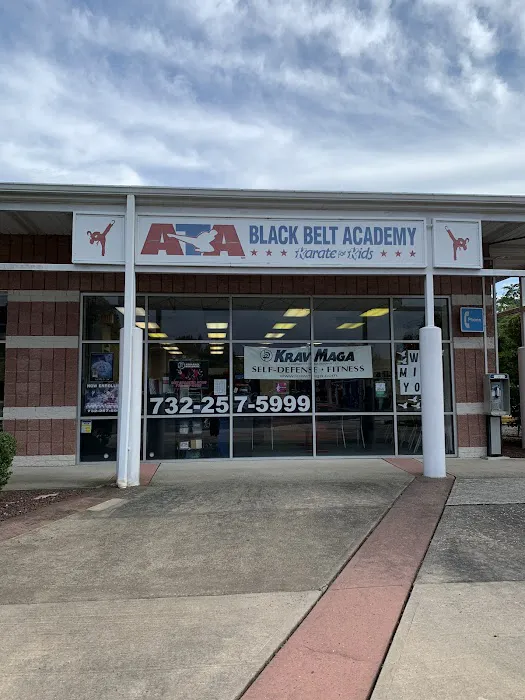 ATA BLACK BELT ACADEMY
Karate for Kids
Phone
KRAV MAGA
SELF-DEFENSE • FITNESS
NOW ENROLLING
732-257-5999
W
M I
Y O